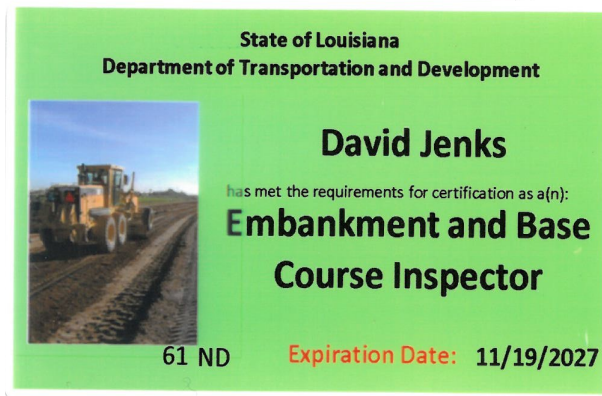 State of Louisiana
Department of Transportation and Development
David Jenks
has met the requirements for certification as a(n):
Embankment and Base
Course Inspector
61 ND
Expiration Date: 11/19/2027